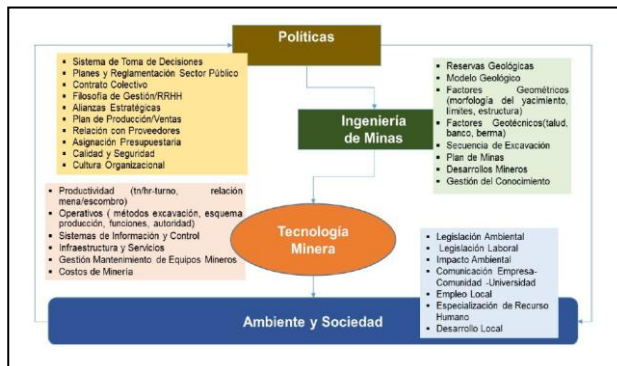 Políticas
Sistema de Toma de Decisiones
Planes y Reglamentación Sector Público
Contrato Colectivo
Filosofía de Gestión/RRHH
Alianzas Estratégicas
Plan de Producción/Ventas
Relación con Proveedores
Asignación Presupuestaria
Calidad y Seguridad
Cultura Organizacional
Ingeniería
de Minas
Reservas Geológicas
Modelo Geológico
Factores Geométricos
(morfología del yacimiento,
límites, estructura)
Factores Geotécnicos(talud,
banco, berma)
Secuencia de Excavación
Plan de Minas
Desarrollos Mineros
Gestión del Conocimiento
Productividad (tn/hr-turno, relación
mena/escombro)
Operativos ( métodos excavación, esquema
producción, funciones, autoridad)
Sistemas de Información y Control
Infraestructura y Servicios
Gestión Mantenimiento de Equipos Mineros
Costos de Minería
Tecnología
Minera
Legislación Ambiental
Legislación Laboral
Impacto Ambiental
Comunicación Empresa-
Comunidad -Universidad
Empleo Local
Especialización de Recurso
Humano
Desarrollo Local
Ambiente y Sociedad